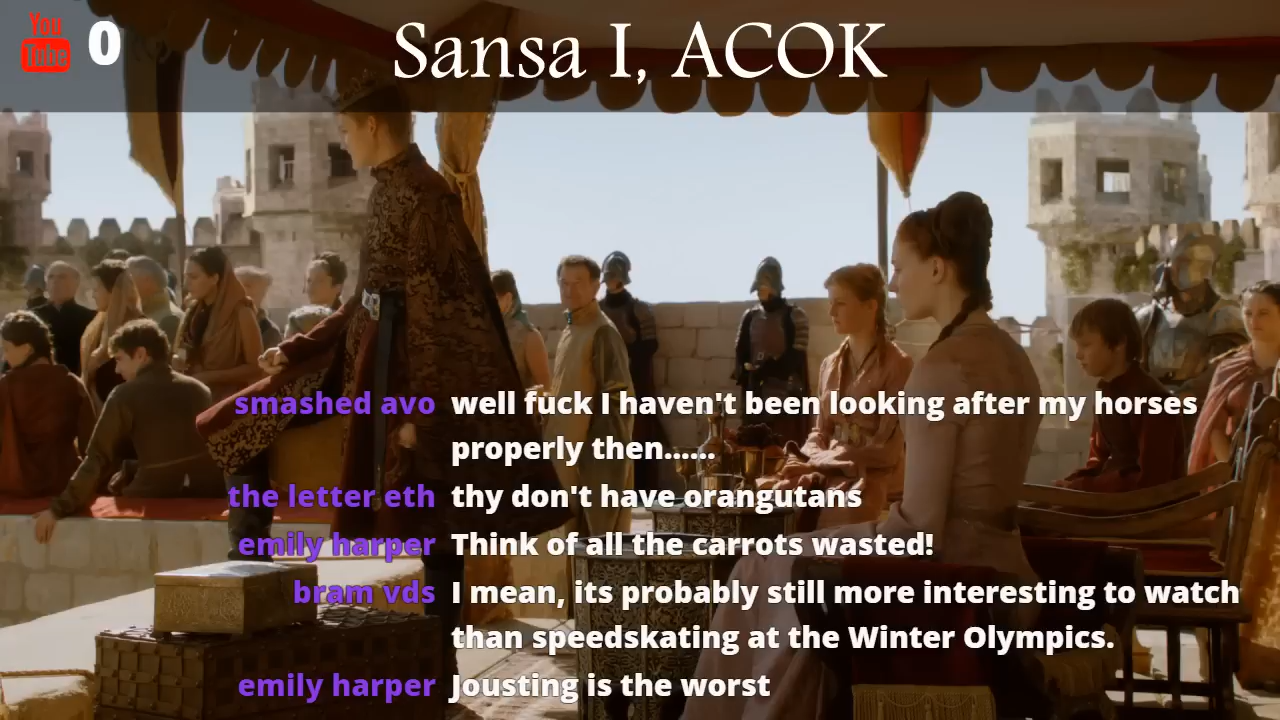 You
Tube
0
Sansa I, ACOK
smashed avo well fuck I haven't been looking after my horses
properly then......
the letter eth thy don't have orangutans
emily harper Think of all the carrots wasted!
bram vds I mean, its probably still more interesting to watch
than speedskating at the Winter Olympics.
emily harper Jousting is the worst